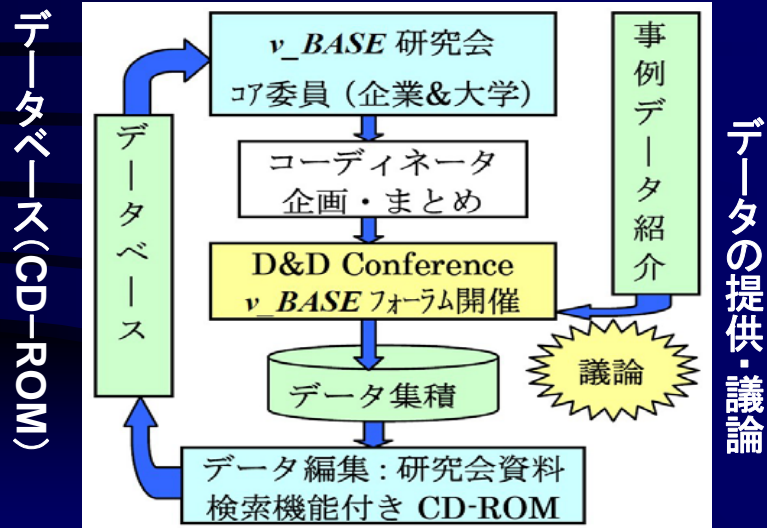 データベース(CD-ROM)
v_BASE 研究会
コア委員（企業&大学）
コーディネータ
企画・まとめ
D&D Conference
v_BASE フォーラム開催
データ集積
データ編集：研究会資料
検索機能付き CD-ROM
データベース
事例データ紹介
議論
データの提供・議論